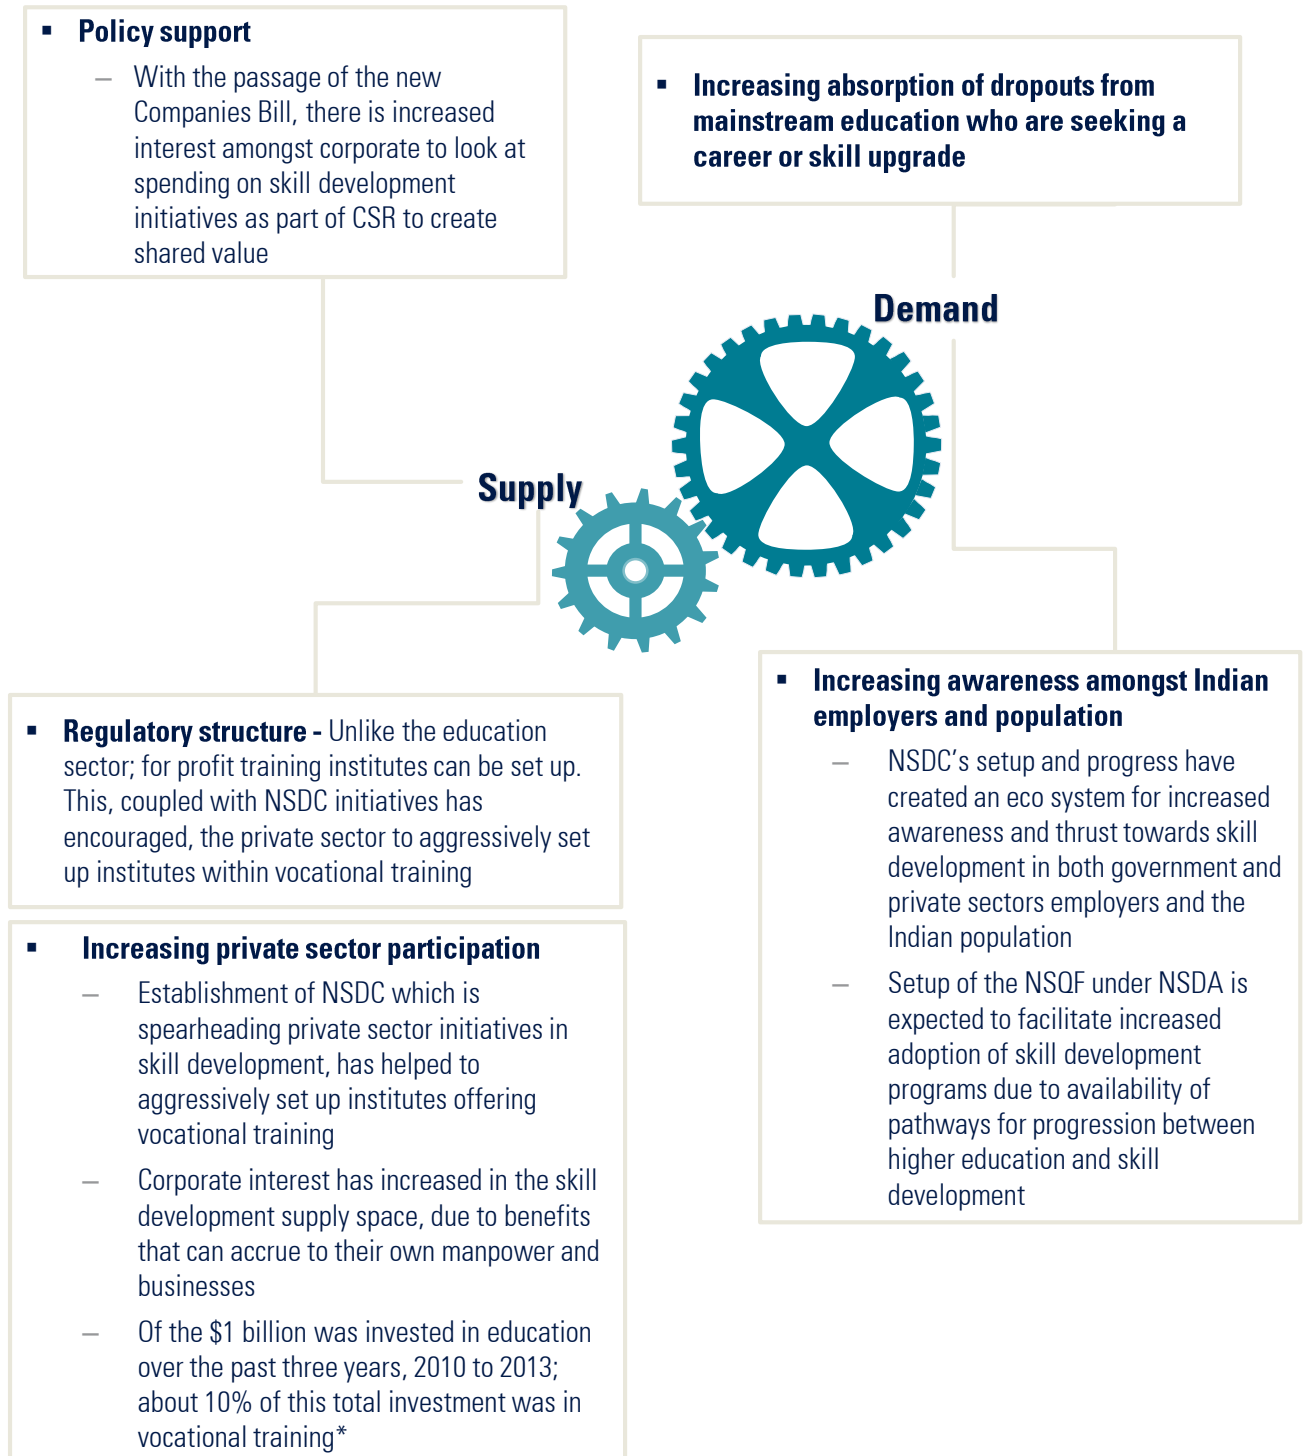 ▪ Policy support
– With the passage of the new
Companies Bill, there is increased
interest amongst corporate to look at
spending on skill development
initiatives as part of CSR to create
shared value
▪ Increasing absorption of dropouts from
mainstream education who are seeking a
career or skill upgrade
Demand
Supply
▪ Regulatory structure - Unlike the education
sector; for profit training institutes can be set up.
This, coupled with NSDC initiatives has
encouraged, the private sector to aggressively set
up institutes within vocational training
▪ Increasing private sector participation
– Establishment of NSDC which is
spearheading private sector initiatives in
skill development, has helped to
aggressively set up institutes offering
vocational training
– Corporate interest has increased in the skill
development supply space, due to benefits
that can accrue to their own manpower and
businesses
– Of the $1 billion was invested in education
over the past three years, 2010 to 2013;
about 10% of this total investment was in
vocational training*
▪ Increasing awareness amongst Indian
employers and population
– NSDC’s setup and progress have
created an eco system for increased
awareness and thrust towards skill
development in both government and
private sectors employers and the
Indian population
– Setup of the NSQF under NSDA is
expected to facilitate increased
adoption of skill development
programs due to availability of
pathways for progression between
higher education and skill
development